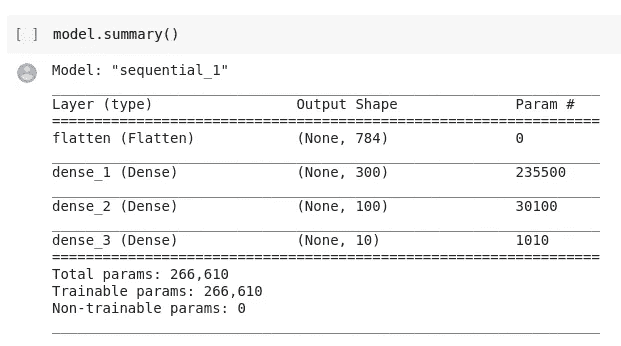 [ ] model.summary()
Model: "sequential_1"
Layer (type) Output Shape Param #
=================================================================
flatten (Flatten) (None, 784) 0
dense_1 (Dense) (None, 300) 235500
dense_2 (Dense) (None, 100) 30100
dense_3 (Dense) (None, 10) 1010
=================================================================
Total params: 266,610
Trainable params: 266,610
Non-trainable params: 0